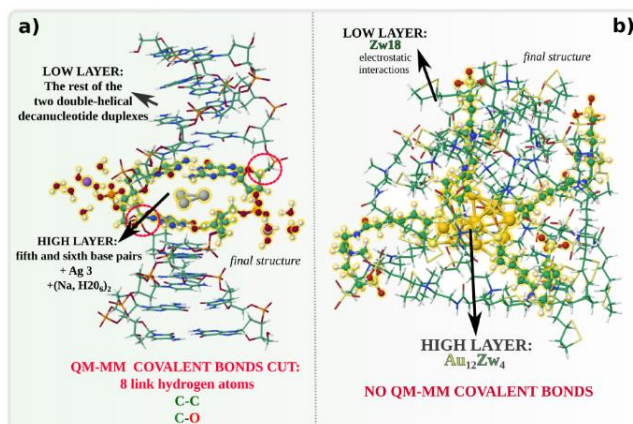 a)
LOW LAYER:
The rest of the
two double-helical
decanucleotide duplexes
HIGH LAYER:
fifth and sixth base pairs
+ Ag 3
+(Na, H20₆)₂
final structure
QM-MM COVALENT BONDS CUT:
8 link hydrogen atoms
C-C
C-O
b)
LOW LAYER:
Zw18
electrostatic
interactions
final structure
HIGH LAYER:
Au₁₂Zw₄
NO QM-MM COVALENT BONDS